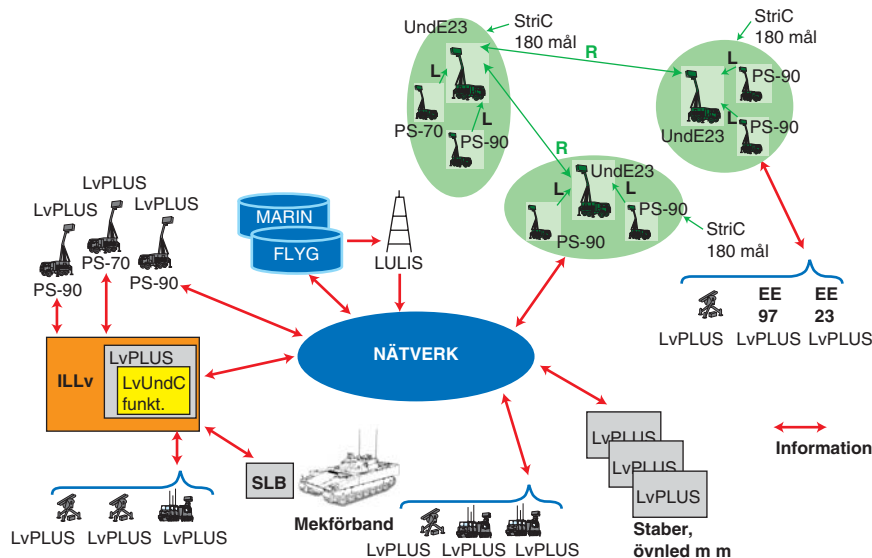 UndE23
StriC
180 mål
R
L
PS-70
L
PS-90
StriC
180 mål
UndE23
L
PS-90
L
PS-90
R
UndE23
L
L
PS-90
PS-90
StriC
180 mål
LvPLUS
LvPLUS
LvPLUS
PS-90
PS-70
PS-90
MARIN
FLYG
LULIS
EE
97
EE
23
LvPLUS
LvPLUS
LvPLUS
NÄTVERK
ILLv
LvPLUS
LvUndC
funkt.
SLB
Mekförband
LvPLUS
LvPLUS
LvPLUS
LvPLUS
LvPLUS
LvPLUS
LvPLUS
LvPLUS
LvPLUS
Staber,
övnled m m
Information